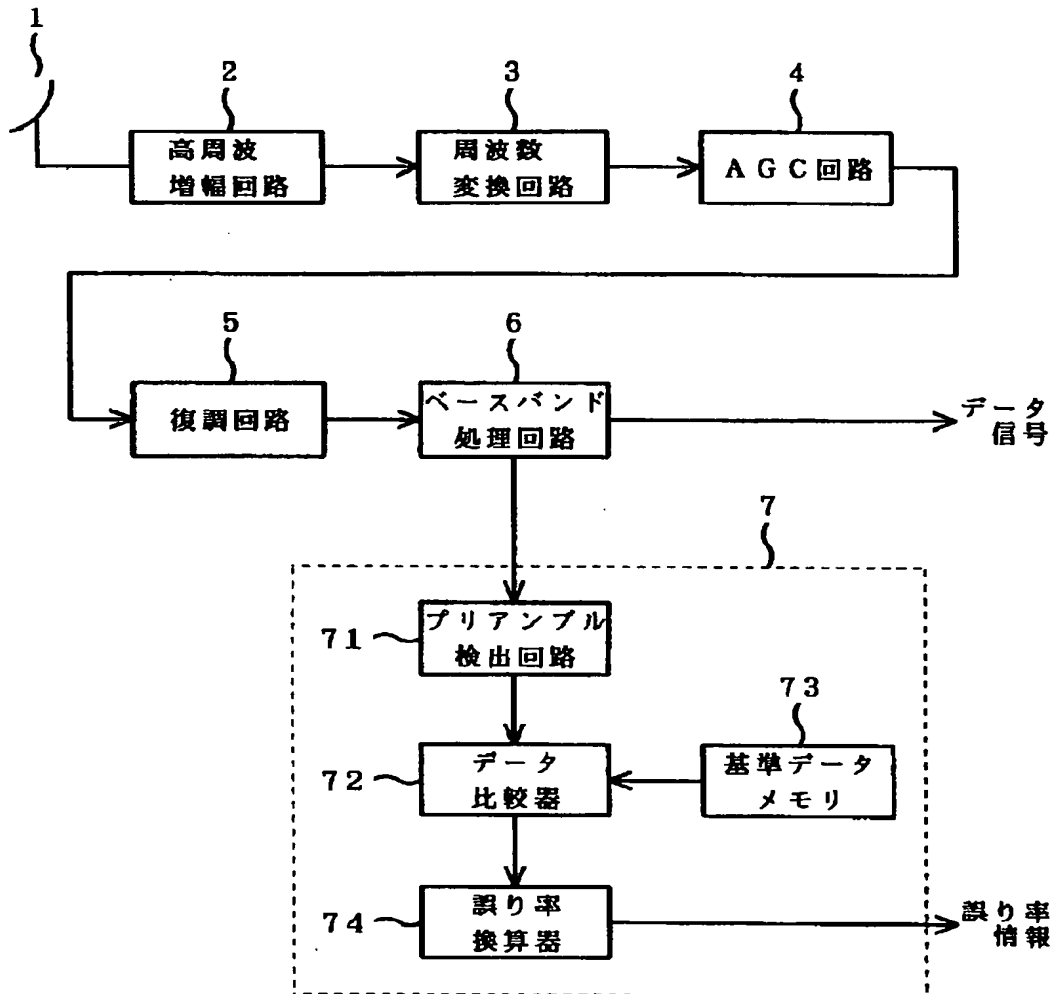 1
2
3
4
高周波
増幅回路
周波数
変換回路
AGC回路
5
6
復調回路
ベースバンド
処理回路
データ
信号
7
71
プリアンブル
検出回路
73
72
データ
比較器
基準データ
メモリ
74
誤り率
換算器
誤り率
情報